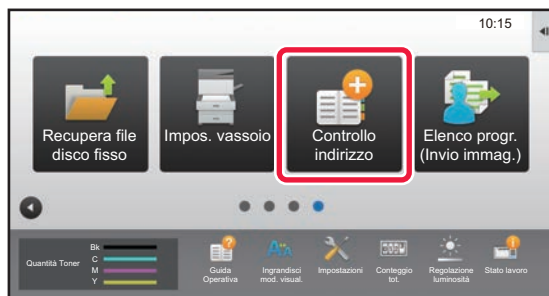 10:15
Recupera file
disco fisso
Impos. vassoio
Controllo
indirizzo
Elenco progr.
(Invio immag.)
Quantità Toner
Bk
C
M
Y
Guida
Operativa
Ingrandisci
mod. visual.
Impostazioni
Conteggio
tot.
Regolazione
luminosità
Stato lavoro